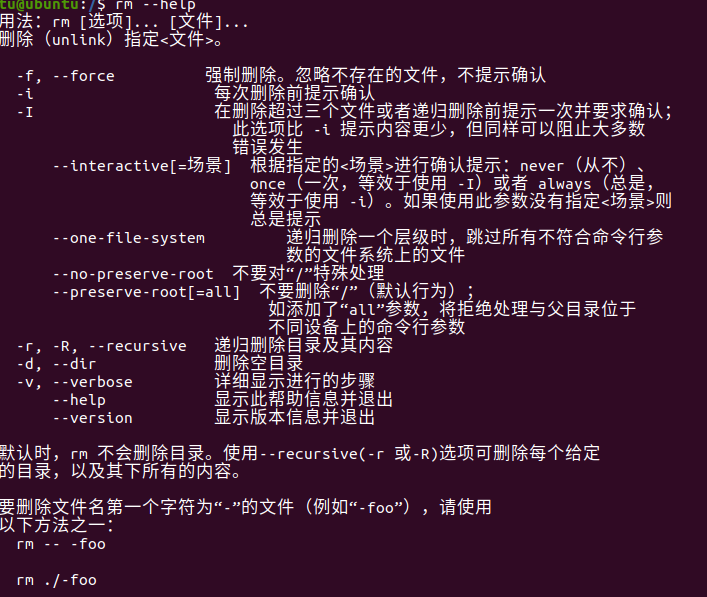 tu@ubuntu:/$ rm --help
用法：rm [选项]... [文件]...
删除（unlink）指定<文件>。
-f, --force 强制删除。忽略不存在的文件，不提示确认
-i 每次删除前提示确认
-I 在删除超过三个文件或者递归删除前提示一次并要求确认；
此选项比 -i 提示内容更少，但同样可以阻止大多数
错误发生
--interactive[=场景] 根据指定的<场景>进行确认提示：never（从不）、
once（一次，等效于使用 -I）或者 always（总是，
等效于使用 -i）。如果使用此参数没有指定<场景>则
总是提示
--one-file-system 递归删除一个层级时，跳过所有不符合命令行参
数的文件系统上的文件
--no-preserve-root 不要对“/”特殊处理
--preserve-root[=all] 不要删除“/”（默认行为）；
如添加了“all”参数，将拒绝处理与父目录位于
不同设备上的命令行参数
-r, -R, --recursive 递归删除目录及其内容
-d, --dir 删除空目录
-v, --verbose 详细显示进行的步骤
--help 显示此帮助信息并退出
--version 显示版本信息并退出
默认时，rm 不会删除目录。使用--recursive(-r 或-R)选项可删除每个给定
的目录，以及其下所有的内容。
要删除文件名第一个字符为“-”的文件（例如“-foo”），请使用
以下方法之一：
rm -- -foo
rm ./-foo